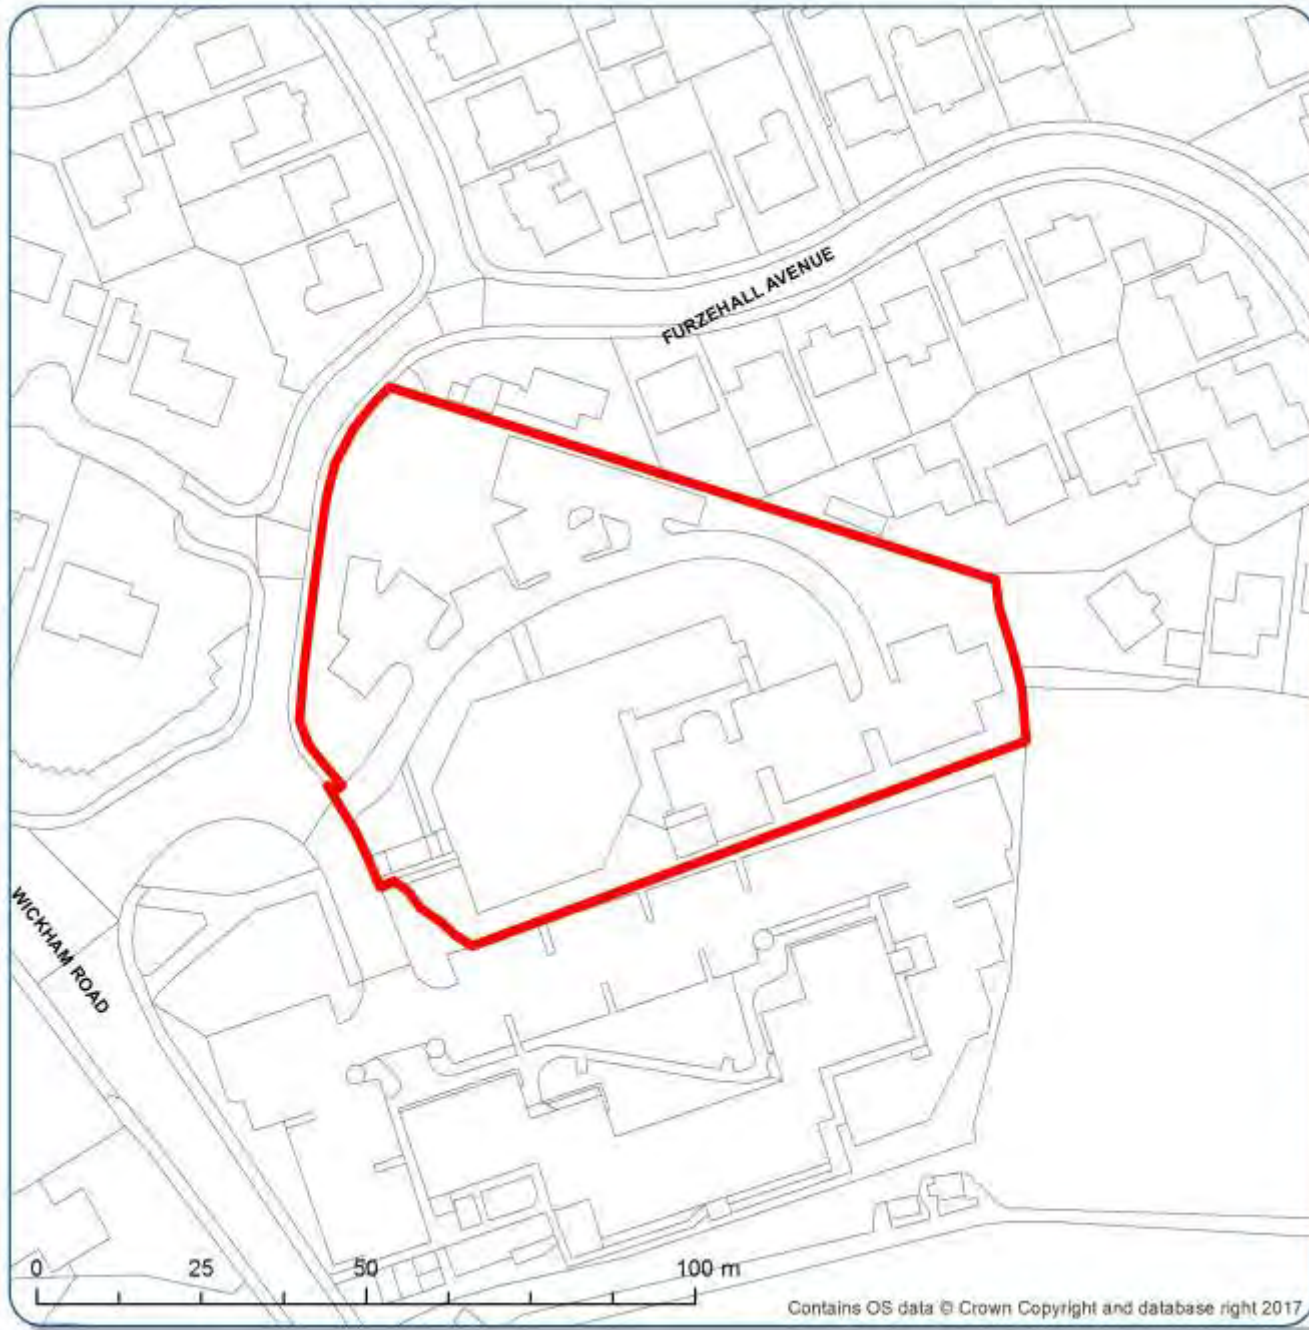 FURZEHALL AVENUE
WICKHAM ROAD
0 25 50 100 m
Contains OS data © Crown Copyright and database right 2017